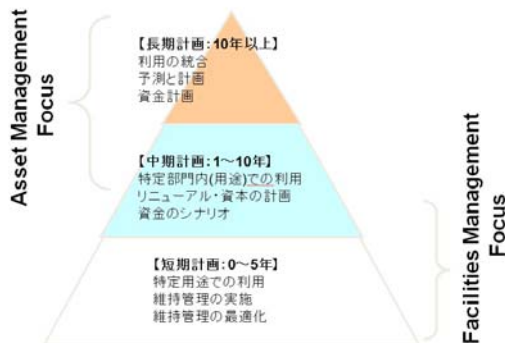 Asset Management
Focus
【長期計画:10年以上】
利用の統合
予測と計画
資金計画
【中期計画:1～10年】
特定部門内(用途)での利用
リニューアル・資本の計画
資金のシナリオ
【短期計画:0～5年】
特定用途での利用
維持管理の実施
維持管理の最適化
Facilities Management
Focus